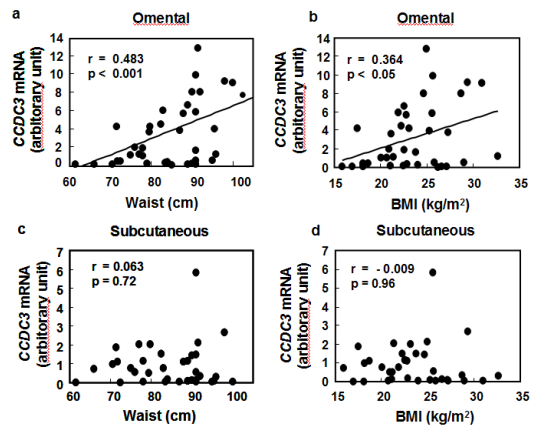 a
Omental
CCDC3 mRNA
(arbitorary unit)
14
12
10
8
6
4
2
0
r = 0.483
p < 0.001
60 70 80 90 100
Waist (cm)
b
Omental
CCDC3 mRNA
(arbitorary unit)
14
12
10
8
6
4
2
0
r = 0.364
p < 0.05
15 20 25 30 35
BMI (kg/m²)
c
Subcutaneous
CCDC3 mRNA
(arbitorary unit)
7
6
5
4
3
2
1
0
r = 0.063
p = 0.72
60 70 80 90 100
Waist (cm)
d
Subcutaneous
CCDC3 mRNA
(arbitorary unit)
7
6
5
4
3
2
1
0
r = - 0.009
p = 0.96
15 20 25 30 35
BMI (kg/m²)